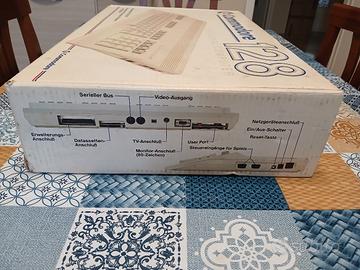 Commodore
128
Serieller Bus
Video-Ausgang
Netzgeräteanschluß
Ein/Aus-Schalter
Reset-Taste
Erweiterungs-
Anschluß
Datassetten-
Anschluß
TV-Anschluß
Monitor-Anschluß
(80-Zeichen)
User Port
Steuereingänge für Spiele